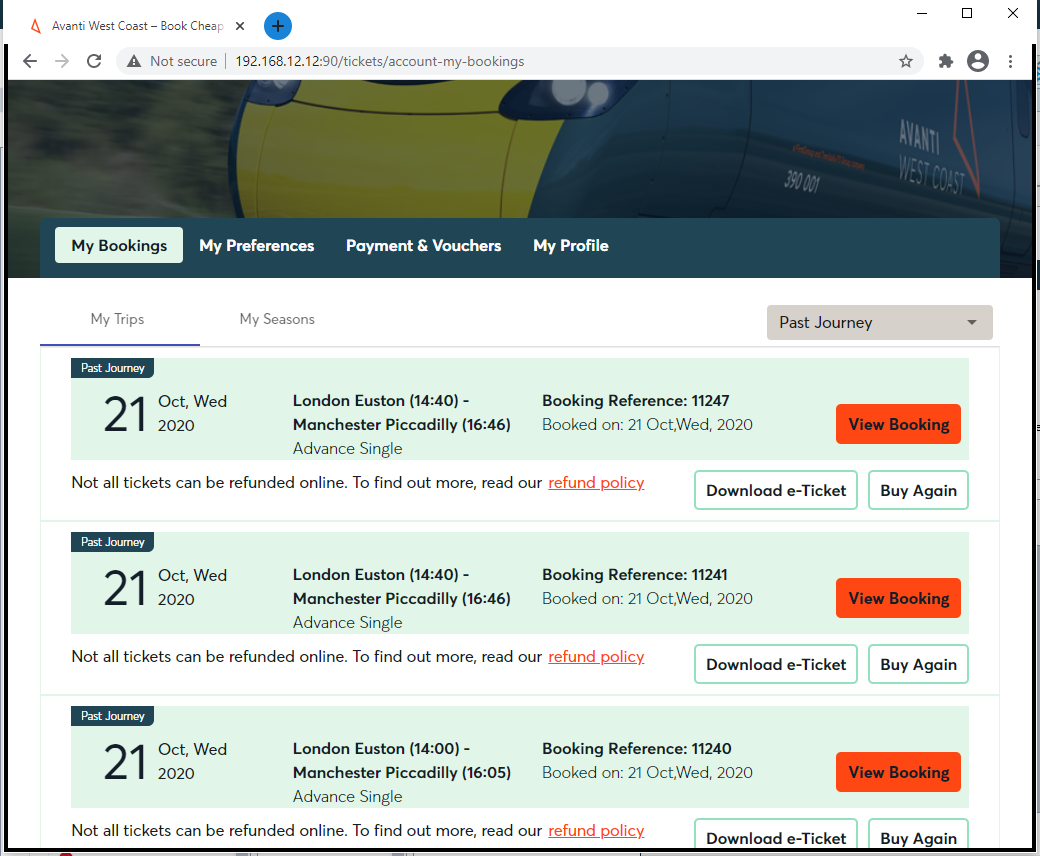 Avanti West Coast – Book Cheap
Not secure | 192.168.12.12:90/tickets/account-my-bookings
AVANTI
WEST COAST
390 001
My Bookings My Preferences Payment & Vouchers My Profile
My Trips My Seasons Past Journey
Past Journey
21 Oct, Wed
2020
London Euston (14:40) -
Manchester Piccadilly (16:46)
Advance Single
Booking Reference: 11247
Booked on: 21 Oct,Wed, 2020
View Booking
Not all tickets can be refunded online. To find out more, read our refund policy
Download e-Ticket Buy Again
Past Journey
21 Oct, Wed
2020
London Euston (14:40) -
Manchester Piccadilly (16:46)
Advance Single
Booking Reference: 11241
Booked on: 21 Oct,Wed, 2020
View Booking
Not all tickets can be refunded online. To find out more, read our refund policy
Download e-Ticket Buy Again
Past Journey
21 Oct, Wed
2020
London Euston (14:00) -
Manchester Piccadilly (16:05)
Advance Single
Booking Reference: 11240
Booked on: 21 Oct,Wed, 2020
View Booking
Not all tickets can be refunded online. To find out more, read our refund policy
Download e-Ticket Buy Again